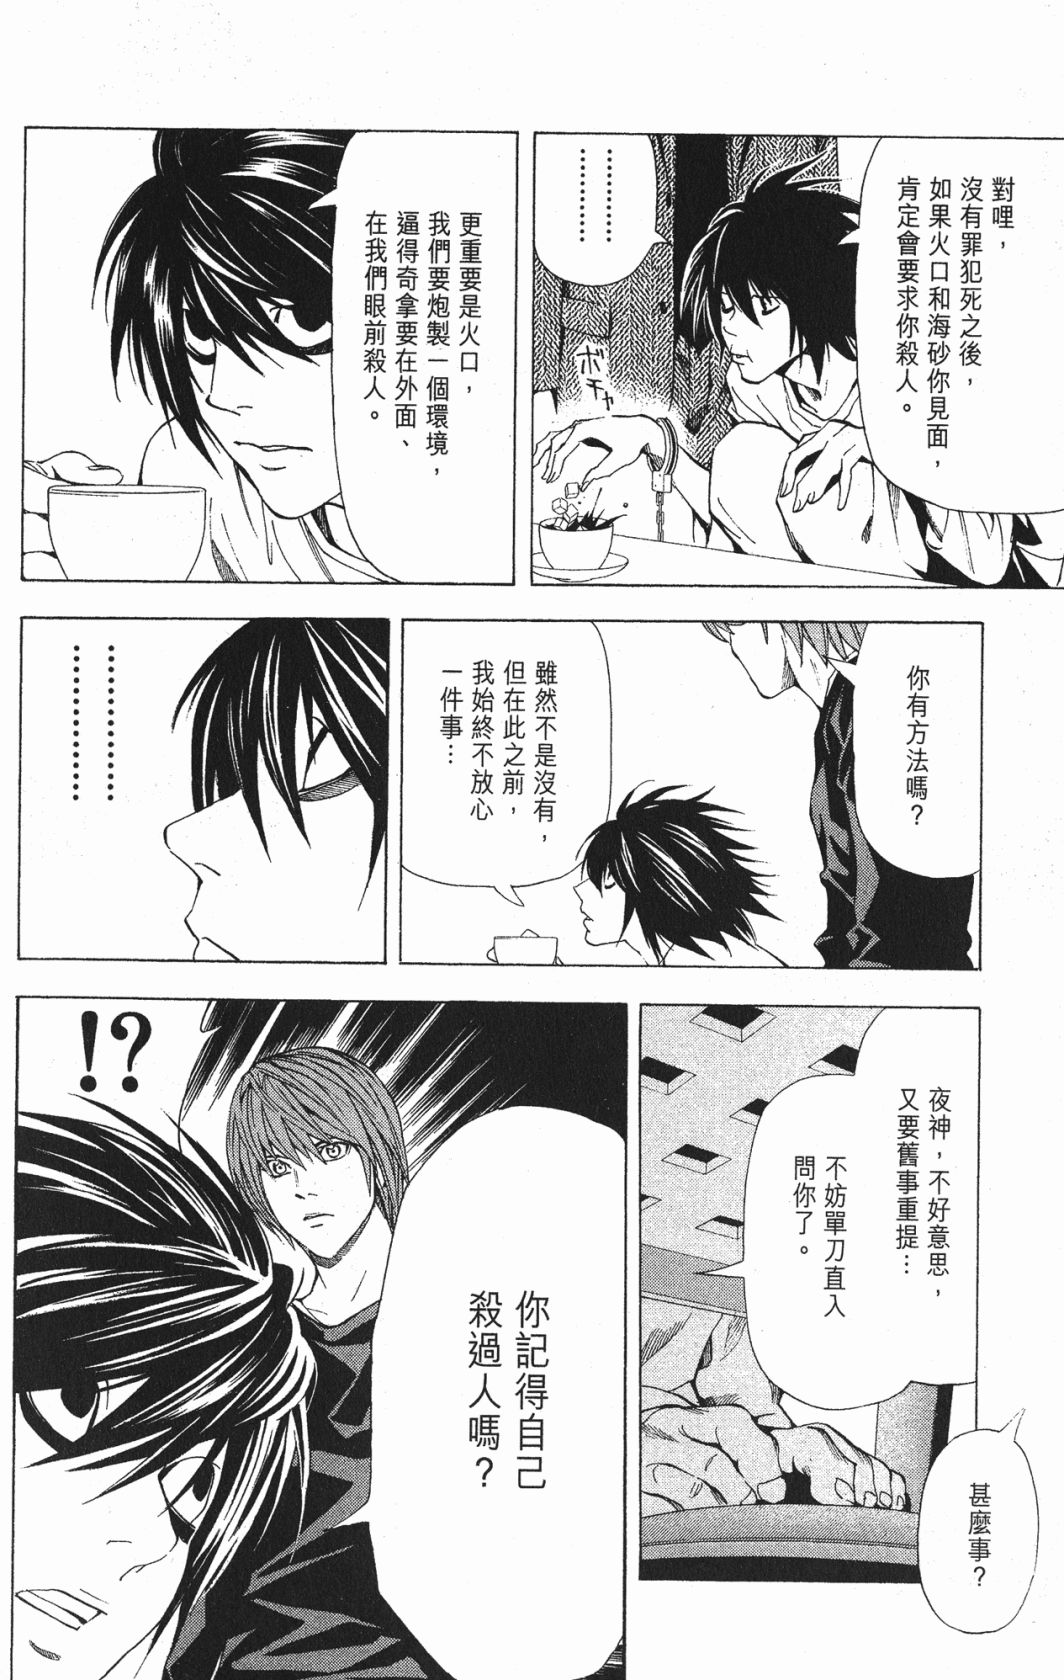 對哩，
沒有罪犯死之後，
如果火口和海砂你見面，
肯定會要求你殺人。
…………
ボチャ
更重要是火口，
我們要炮製一個環境，
逼得奇拿要在外面、
在我們眼前殺人。
你有方法嗎？
雖然不是沒有，
但在此之前，
我始終不放心
一件事…
…………
夜神，不好意思，
又要舊事重提…
不妨單刀直入
問你了。
甚麼事？
你記得自己
殺過人嗎？
!?